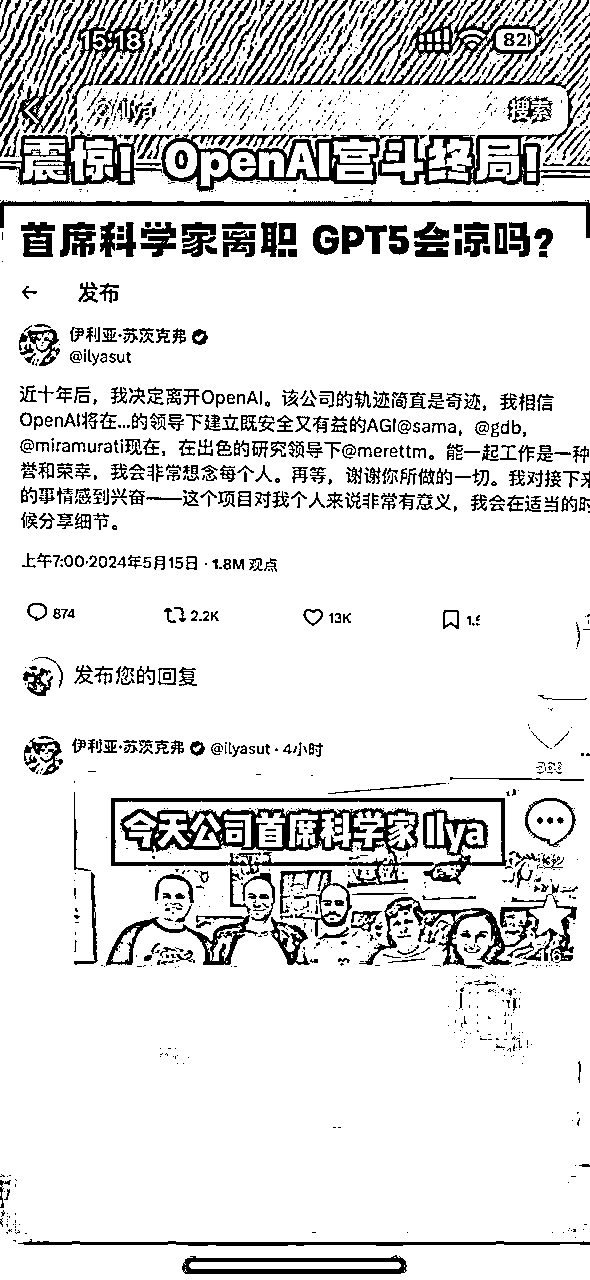 15:18
82
搜索
震惊！OpenAI宫斗终局！
首席科学家离职 GPT5会凉吗？
← 发布
伊利亚·苏茨克弗
@ilyasut
近十年后，我决定离开OpenAI。该公司的轨迹简直是奇迹，我相信
OpenAI将在...的领导下建立既安全又有益的AGI@sama，@gdb，
@miramurati现在，在出色的研究领导下@merettm。能一起工作是一种
誉和荣幸，我会非常想念每个人。再等，谢谢你所做的一切。我对接下来
的事情感到兴奋——这个项目对我个人来说非常有意义，我会在适当的时
候分享细节。
上午7:00·2024年5月15日 · 1.8M 观点
874 2.2K 13K
发布您的回复
伊利亚·苏茨克弗 @ilyasut · 4小时
今天公司首席科学家 Ilya